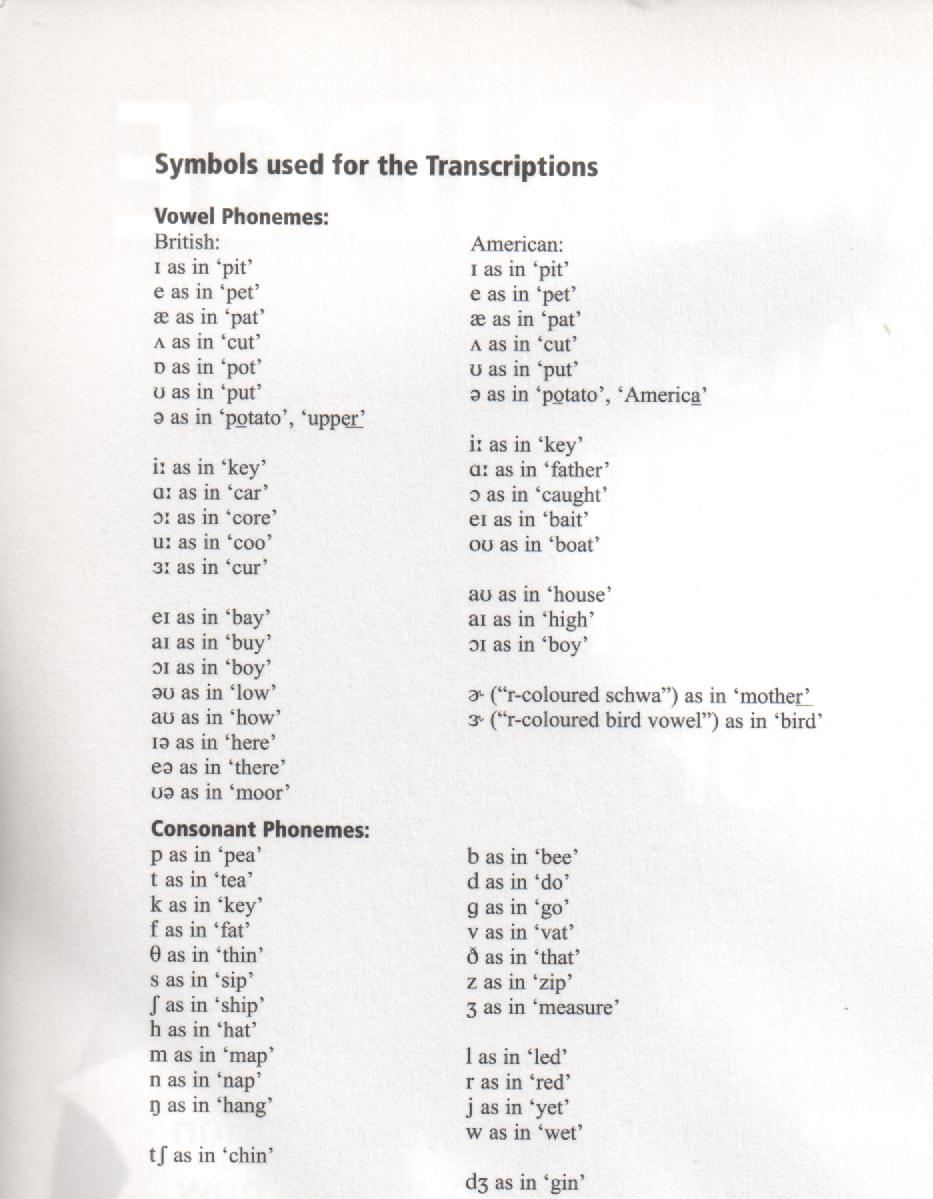 Symbols used for the Transcriptions
Vowel Phonemes:
British:
ɪ as in ‘pit’
e as in ‘pet’
æ as in ‘pat’
ʌ as in ‘cut’
ɒ as in ‘pot’
ʊ as in ‘put’
ə as in ‘potato’, ‘upper’
iː as in ‘key’
ɑː as in ‘car’
ɔː as in ‘core’
uː as in ‘coo’
ɜː as in ‘cur’
eɪ as in ‘bay’
aɪ as in ‘buy’
ɔɪ as in ‘boy’
əʊ as in ‘low’
aʊ as in ‘how’
ɪə as in ‘here’
eə as in ‘there’
ʊə as in ‘moor’
American:
ɪ as in ‘pit’
e as in ‘pet’
æ as in ‘pat’
ʌ as in ‘cut’
ʊ as in ‘put’
ə as in ‘potato’, ‘America’
iː as in ‘key’
ɑː as in ‘father’
ɔ as in ‘caught’
eɪ as in ‘bait’
oʊ as in ‘boat’
aʊ as in ‘house’
aɪ as in ‘high’
ɔɪ as in ‘boy’
ɚ (“r-coloured schwa”) as in ‘mother’
ɝ (“r-coloured bird vowel”) as in ‘bird’
Consonant Phonemes:
p as in ‘pea’
t as in ‘tea’
k as in ‘key’
f as in ‘fat’
θ as in ‘thin’
s as in ‘sip’
ʃ as in ‘ship’
h as in ‘hat’
m as in ‘map’
n as in ‘nap’
ŋ as in ‘hang’
tʃ as in ‘chin’
b as in ‘bee’
d as in ‘do’
ɡ as in ‘go’
v as in ‘vat’
ð as in ‘that’
z as in ‘zip’
ʒ as in ‘measure’
l as in ‘led’
r as in ‘red’
j as in ‘yet’
w as in ‘wet’
dʒ as in ‘gin’